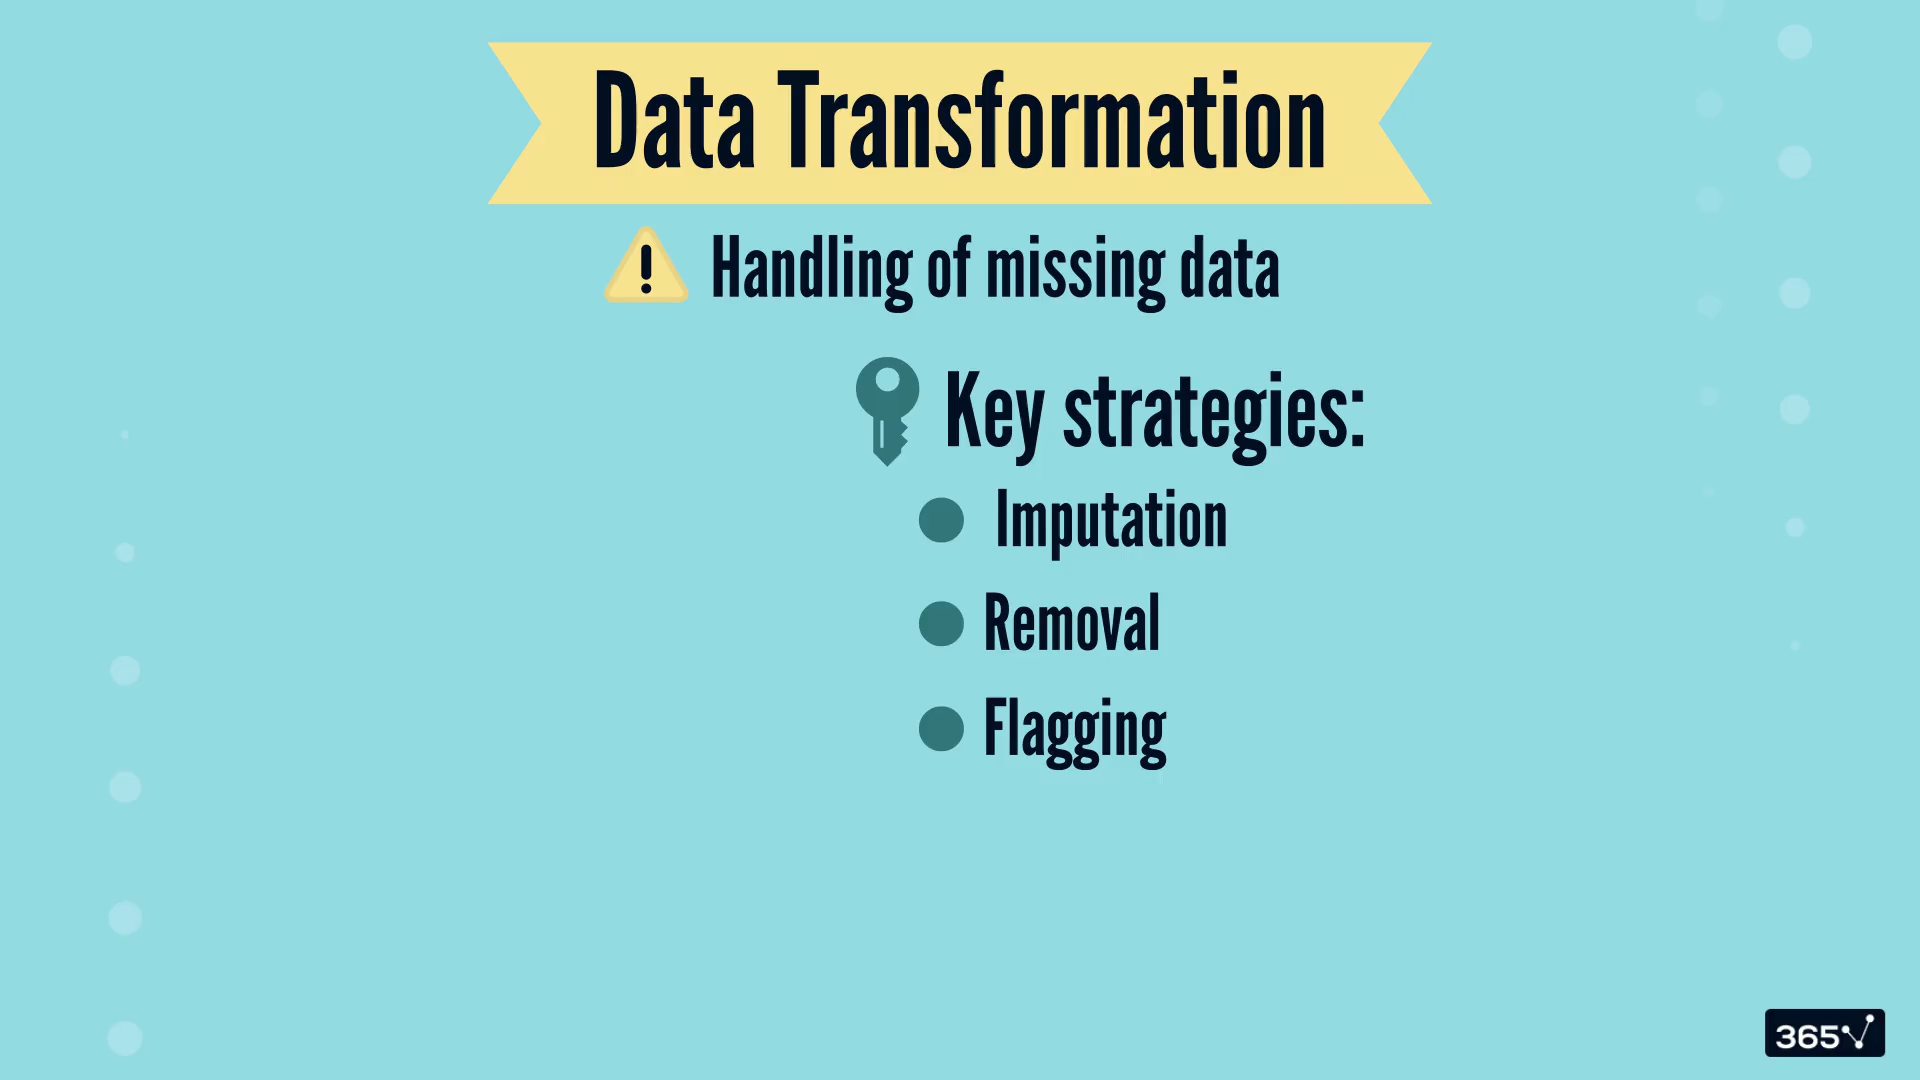 Data Transformation
Handling of missing data
Key strategies:
Imputation
Removal
Flagging
365